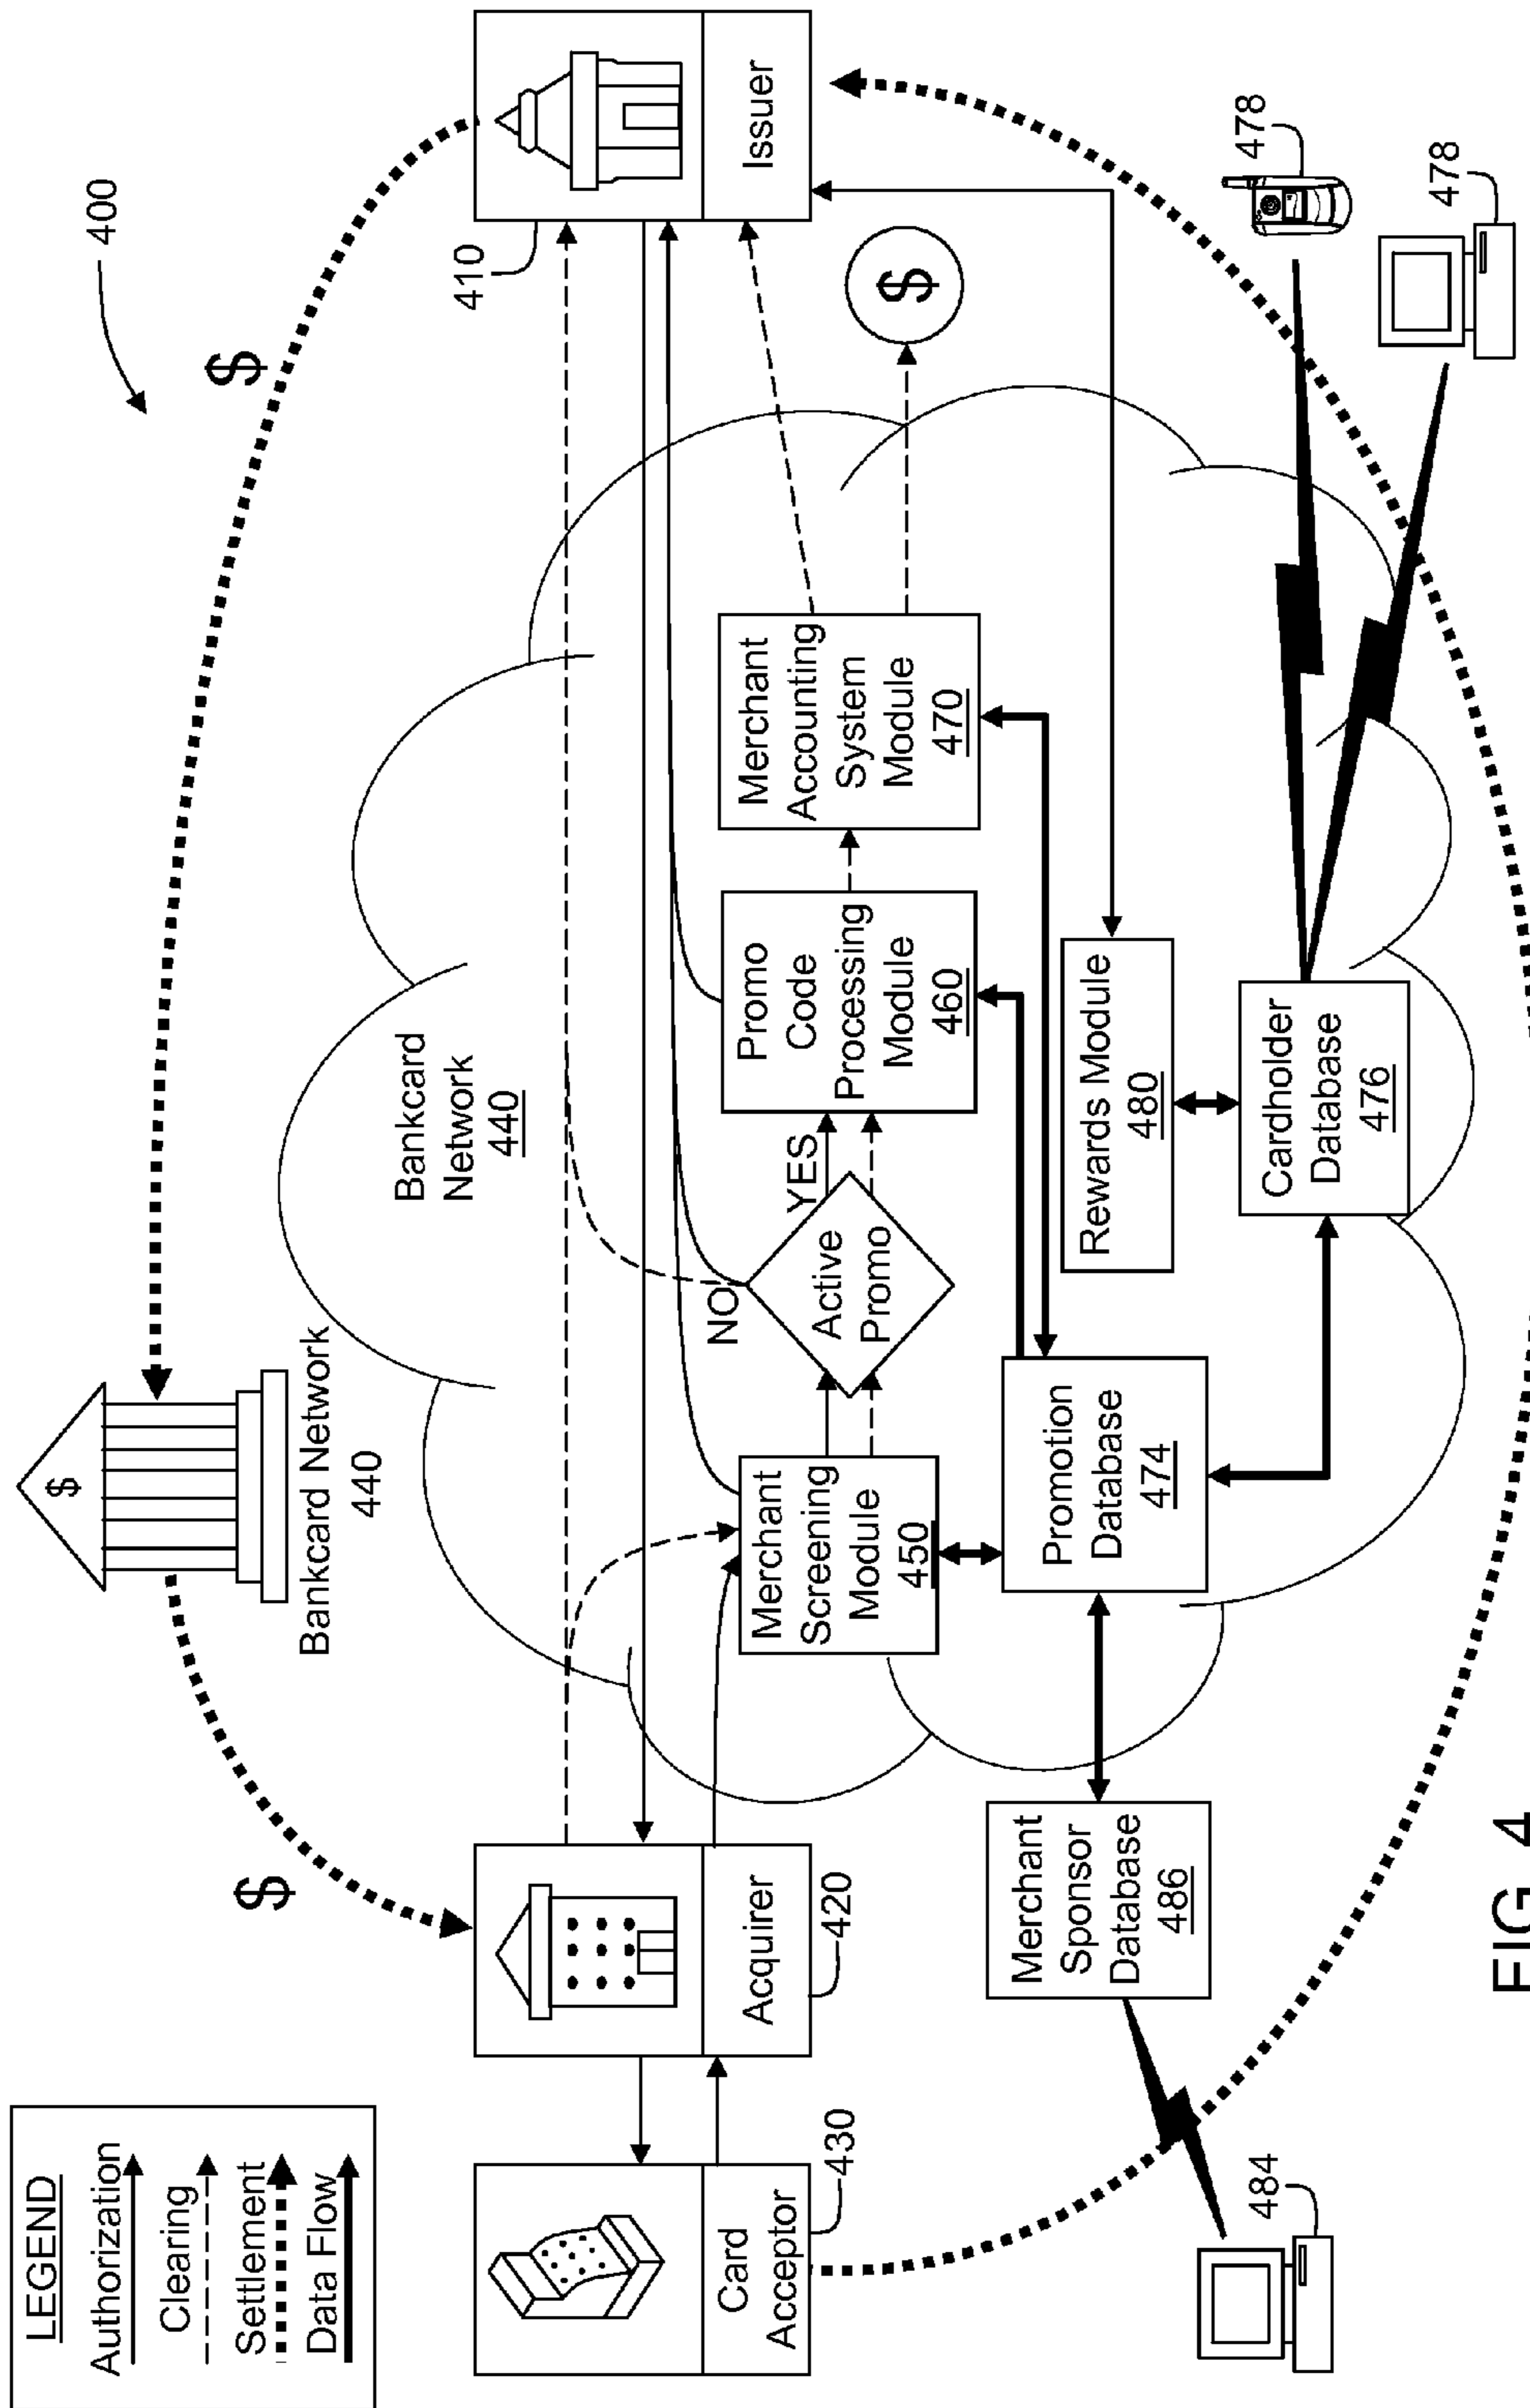 LEGEND
Authorization
Clearing
Settlement
Data Flow
400
$
$
$
Bankcard Network
440
Card
Acceptor
430
Acquirer
420
Issuer
410
Bankcard
Network
440
Merchant
Screening
Module
450
NO
YES
Active
Promo
Promo
Code
Processing
Module
460
Merchant
Accounting
System
Module
470
$
Merchant
Sponsor
Database
486
Promotion
Database
474
Rewards Module
480
Cardholder
Database
476
484
478
478
FIG. 4